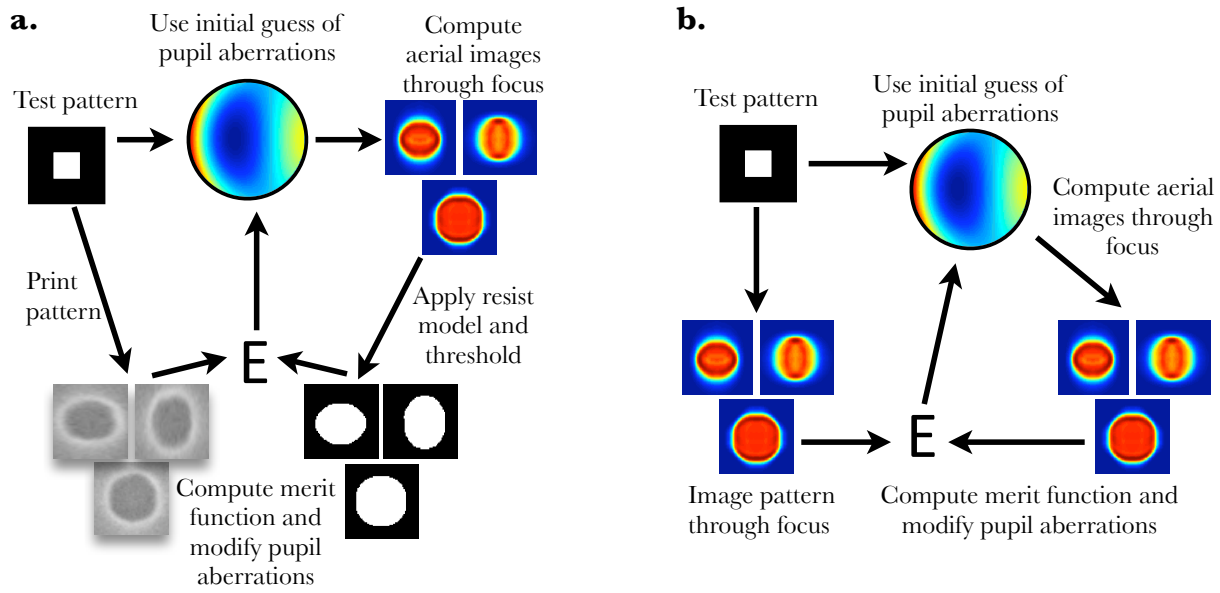 a.
Use initial guess of
pupil aberrations
Compute
aerial images
through focus
Test pattern
Print
pattern
Apply resist
model and
threshold
E
Compute merit
function and
modify pupil
aberrations
b.
Test pattern
Use initial guess of
pupil aberrations
Compute aerial
images through
focus
E
Image pattern
through focus
Compute merit function and
modify pupil aberrations